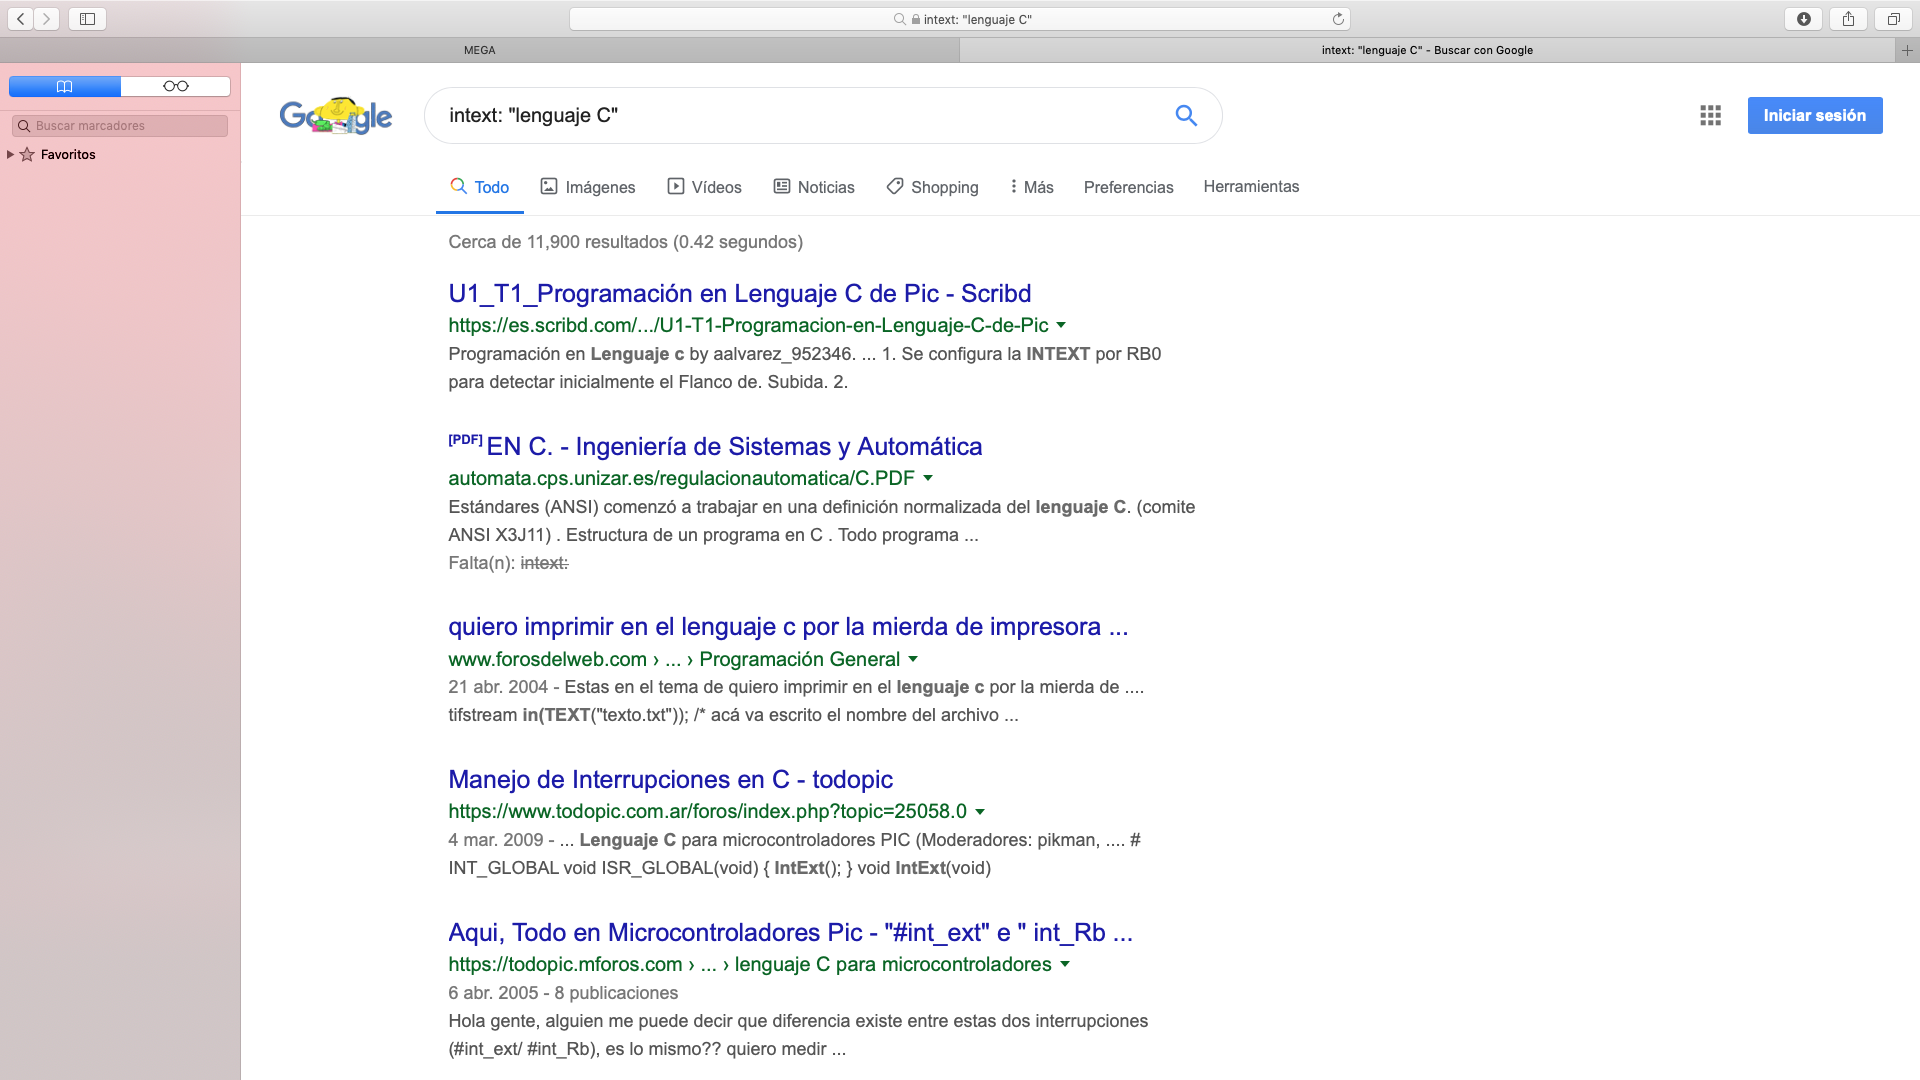 intext: "lenguaje C"
MEGA
intext: "lenguaje C" - Buscar con Google
Buscar marcadores
Favoritos
Google
intext: "lenguaje C"
Iniciar sesión
Todo Imágenes Vídeos Noticias Shopping Más Preferencias Herramientas
Cerca de 11,900 resultados (0.42 segundos)
U1_T1_Programación en Lenguaje C de Pic - Scribd
https://es.scribd.com/.../U1-T1-Programacion-en-Lenguaje-C-de-Pic
Programación en Lenguaje c by aalvarez_952346. ... 1. Se configura la INTEXT por RB0
para detectar inicialmente el Flanco de. Subida. 2.
[PDF] EN C. - Ingeniería de Sistemas y Automática
automata.cps.unizar.es/regulacionautomatica/C.PDF
Estándares (ANSI) comenzó a trabajar en una definición normalizada del lenguaje C. (comite
ANSI X3J11) . Estructura de un programa en C . Todo programa ...
Falta(n): intext:
quiero imprimir en el lenguaje c por la mierda de impresora ...
www.forosdelweb.com › ... › Programación General
21 abr. 2004 - Estas en el tema de quiero imprimir en el lenguaje c por la mierda de ....
tifstream in(TEXT("texto.txt")); /* acá va escrito el nombre del archivo ...
Manejo de Interrupciones en C - todopic
https://www.todopic.com.ar/foros/index.php?topic=25058.0
4 mar. 2009 - ... Lenguaje C para microcontroladores PIC (Moderadores: pikman, .... #
INT_GLOBAL void ISR_GLOBAL(void) { IntExt(); } void IntExt(void)
Aqui, Todo en Microcontroladores Pic - "#int_ext" e " int_Rb ...
https://todopic.mforos.com › ... › lenguaje C para microcontroladores
6 abr. 2005 - 8 publicaciones
Hola gente, alguien me puede decir que diferencia existe entre estas dos interrupciones
(#int_ext/ #int_Rb), es lo mismo?? quiero medir ...